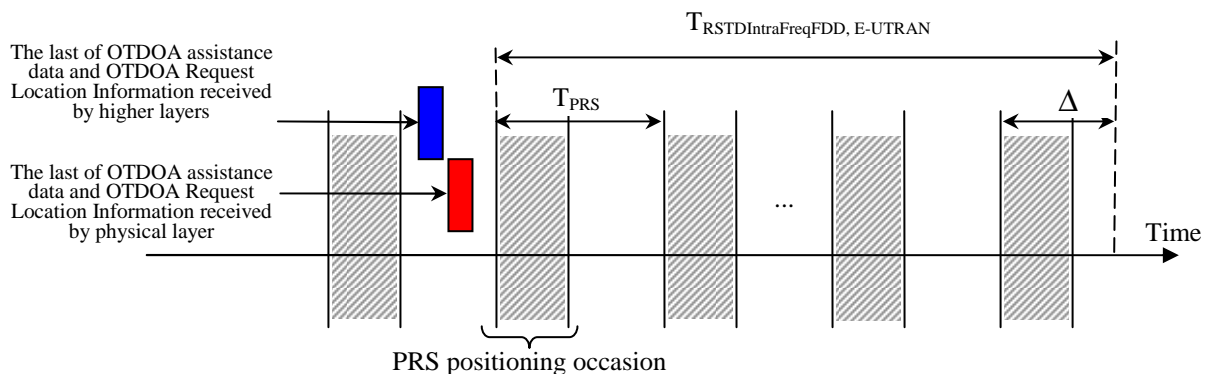 T_RSTDIntraFreqFDD, E-UTRAN
The last of OTDOA assistance
data and OTDOA Request
Location Information received
by higher layers
T_PRS
Δ
The last of OTDOA assistance
data and OTDOA Request
Location Information received
by physical layer
...
Time
PRS positioning occasion